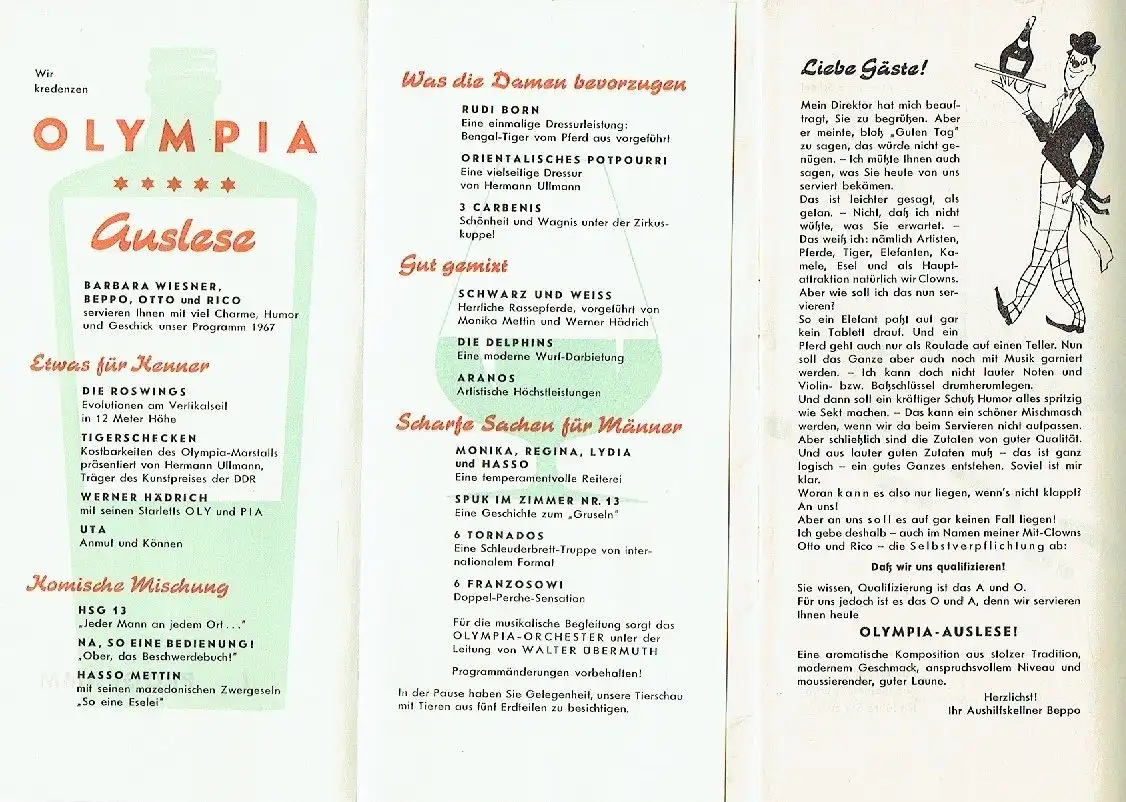 Wir
kredenzen
OLYMPIA
Auslese
BARBARA WIESNER,
BEPPO, OTTO und RICO
servieren Ihnen mit viel Charme, Humor
und Geschick unser Programm 1967
Etwas für Kenner
DIE ROSWINGS
Evolutionen am Vertikalseil
in 12 Meter Höhe
TIGERSCHECKEN
Kostbarkeiten des Olympia-Marstalls
präsentiert von Hermann Ullmann,
Träger des Kunstpreises der DDR
WERNER HÄDRICH
mit seinen Starletts OLY und PIA
UTA
Anmut und Können
Komische Mischung
HSG 13
„Jeder Mann an jedem Ort . . .“
NA, SO EINE BEDIENUNG!
„Ober, das Beschwerdebuch!“
HASSO METTIN
mit seinen mazedonischen Zwergeseln
„So eine Eselei“
Was die Damen bevorzugen
RUDI BORN
Eine einmalige Dressurleistung:
Bengal-Tiger vom Pferd aus vorgeführt
ORIENTALISCHES POTPOURRI
Eine vielseitige Dressur
von Hermann Ullmann
3 CARBENIS
Schönheit und Wagnis unter der Zirkus-
kuppel
Gut gemixt
SCHWARZ UND WEISS
Herrliche Rassepferde, vorgeführt von
Monika Mettin und Werner Hädrich
DIE DELPHINS
Eine moderne Wurf-Darbietung
ARANOS
Artistische Höchstleistungen
Scharfe Sachen für Männer
MONIKA, REGINA, LYDIA
und HASSO
Eine temperamentvolle Reiterei
SPUK IM ZIMMER NR. 13
Eine Geschichte zum „Gruseln“
6 TORNADOS
Eine Schleuderbrett-Truppe von inter-
nationalem Format
6 FRANZOSOWI
Doppel-Perche-Sensation
Für die musikalische Begleitung sorgt das
OLYMPIA-ORCHESTER unter der
Leitung von WALTER ÜBERMUTH
Programmänderungen vorbehalten!
In der Pause haben Sie Gelegenheit, unsere Tierschau
mit Tieren aus fünf Erdteilen zu besichtigen.
Liebe Gäste!
Mein Direktor hat mich beauf-
tragt, Sie zu begrüßen. Aber
er meinte, bloß „Guten Tag“
zu sagen, das würde nicht ge-
nügen. – Ich müßte Ihnen auch
sagen, was Sie heute von uns
serviert bekämen.
Das ist leichter gesagt, als
getan. – Nicht, daß ich nicht
wüßte, was Sie erwartet. –
Das weiß ich: nämlich Artisten,
Pferde, Tiger, Elefanten, Ka-
mele, Esel und als Haupt-
attraktion natürlich wir Clowns.
Aber wie soll ich das nun ser-
vieren?
So ein Elefant paßt auf gar
kein Tablett drauf. Und ein
Pferd geht auch nur als Roulade auf einen Teller. Nun
soll das Ganze aber auch noch mit Musik garniert
werden. – Ich kann doch nicht lauter Noten und
Violin- bzw. Baßschlüssel drumherumlegen.
Und dann soll ein kräftiger Schuß Humor alles spritzig
wie Sekt machen. – Das kann ein schöner Mischmasch
werden, wenn wir da beim Servieren nicht aufpassen.
Aber schließlich sind die Zutaten von guter Qualität.
Und aus lauter guten Zutaten muß – das ist ganz
logisch – ein gutes Ganzes entstehen. Soviel ist mir
klar.
Woran kann es also nur liegen, wenn's nicht klappt?
An uns!
Aber an uns soll es auf gar keinen Fall liegen!
Ich gebe deshalb – auch im Namen meiner Mit-Clowns
Otto und Rico – die Selbstverpflichtung ab:
Daß wir uns qualifizieren!
Sie wissen, Qualifizierung ist das A und O.
Für uns jedoch ist es das O und A, denn wir servieren
Ihnen heute
OLYMPIA-AUSLESE!
Eine aromatische Komposition aus stolzer Tradition,
modernem Geschmack, anspruchsvollem Niveau und
moussierender, guter Laune.
Herzlichst!
Ihr Aushilfskellner Beppo